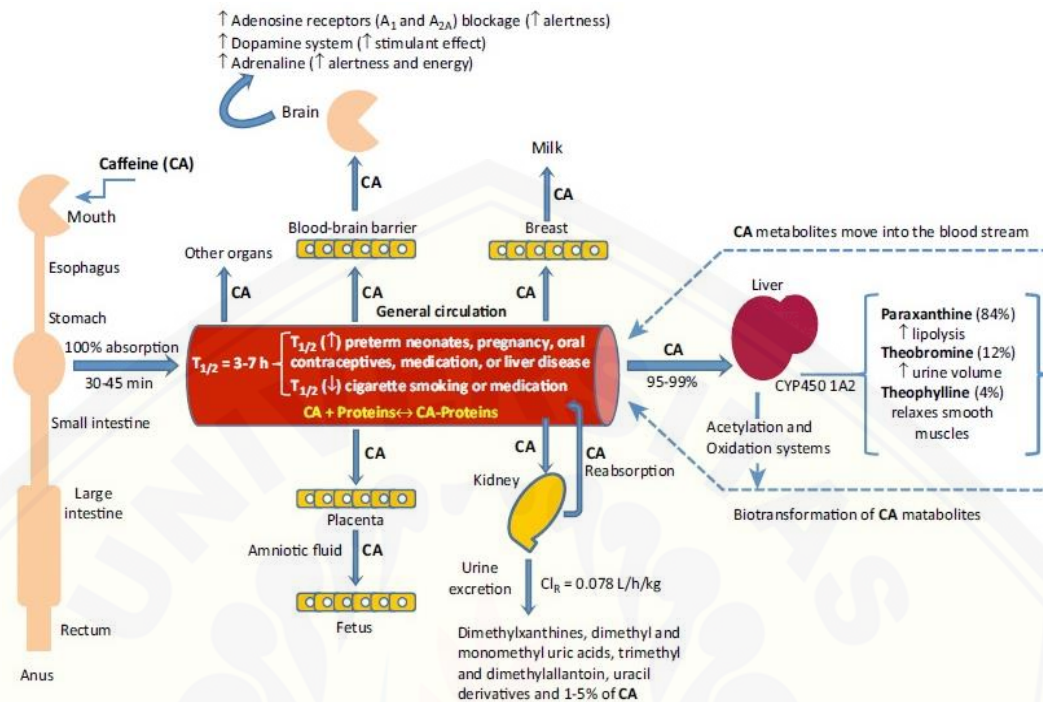 ↑ Adenosine receptors (A1 and A2A) blockage (↑ alertness)
↑ Dopamine system (↑ stimulant effect)
↑ Adrenaline (↑ alertness and energy)
Brain
Caffeine (CA)
Mouth
Esophagus
Stomach
100% absorption
30-45 min
Small intestine
Large
intestine
Rectum
Anus
Other organs
CA
CA
Blood-brain barrier
CA
Milk
CA
Breast
CA
General circulation
T1/2 = 3-7 h
T1/2 (↑) preterm neonates, pregnancy, oral
contraceptives, medication, or liver disease
T1/2 (↓) cigarette smoking or medication
CA + Proteins↔ CA-Proteins
CA
Placenta
Amniotic fluid
CA
Fetus
CA
Kidney
CA
Reabsorption
Urine
excretion
ClR = 0.078 L/h/kg
Dimethylxanthines, dimethyl and
monomethyl uric acids, trimethyl
and dimethylallantoin, uracil
derivatives and 1-5% of CA
CA metabolites move into the blood stream
Liver
CA
95-99%
CYP450 1A2
Acetylation and
Oxidation systems
Paraxanthine (84%)
↑ lipolysis
Theobromine (12%)
↑ urine volume
Theophylline (4%)
relaxes smooth
muscles
Biotransformation of CA matabolites
UNIVERSITAS